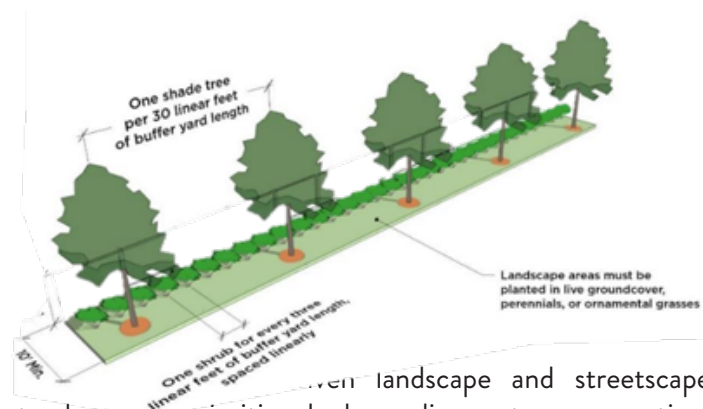 One shade tree
per 30 linear feet
of buffer yard length
Landscape areas must be
planted in live groundcover,
perennials, or ornamental grasses
10' Min.
One shrub for every three
linear feet of buffer yard length,
spaced linearly
landscape and streetscape